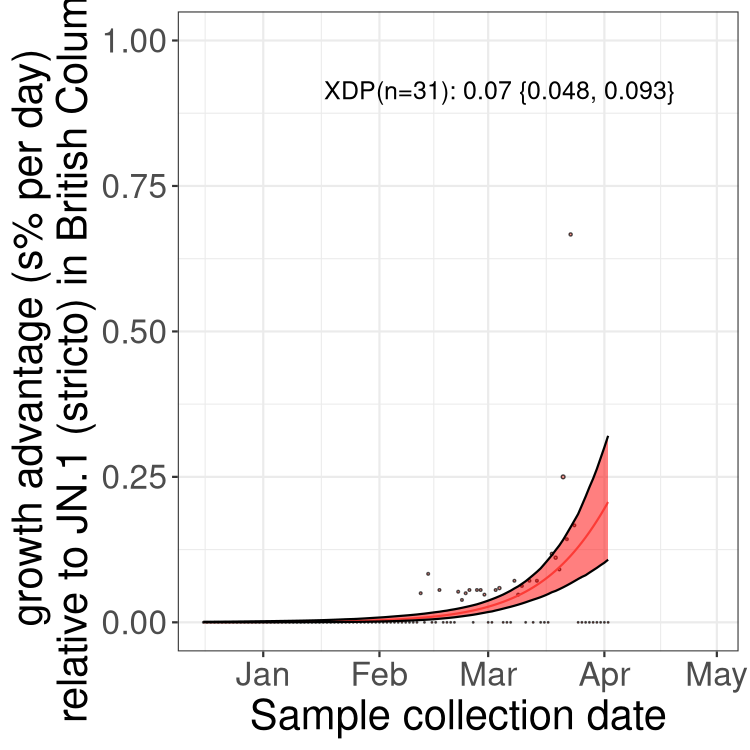 growth advantage (s% per day)
relative to JN.1 (stricto) in British Colum
1.00
XDP(n=31): 0.07 {0.048, 0.093}
0.75
0.50
0.25
0.00
Jan Feb Mar Apr May
Sample collection date